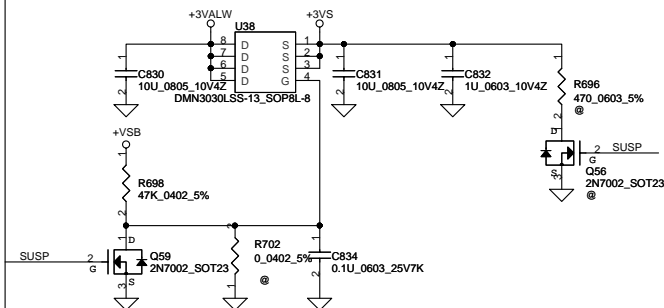 +3VALW
+3VS
U38
8 D S 1
7 D S 2
6 D S 3
5 D G 4
DMN3030LSS-13_SOP8L-8
1
C830
10U_0805_10V4Z
2
1
C831
10U_0805_10V4Z
2
1
C832
1U_0603_10V4Z
2
1
R696
470_0603_5%
@
2
1
D
2 SUSP
G
S
3
Q56
2N7002_SOT23
@
+VSB
1
R698
47K_0402_5%
2
1
D
SUSP 2
G
S
3
Q59
2N7002_SOT23
2
R702
0_0402_5%
@
1
1
C834
0.1U_0603_25V7K
2